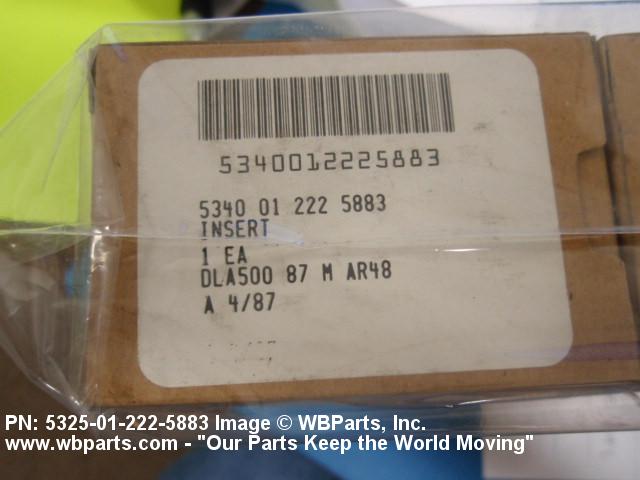 5340012225883
5340 01 222 5883
INSERT
1 EA
DLA500 87 M AR48
A 4/87
PN: 5325-01-222-5883 Image © WBParts, Inc.
www.wbparts.com - "Our Parts Keep the World Moving"